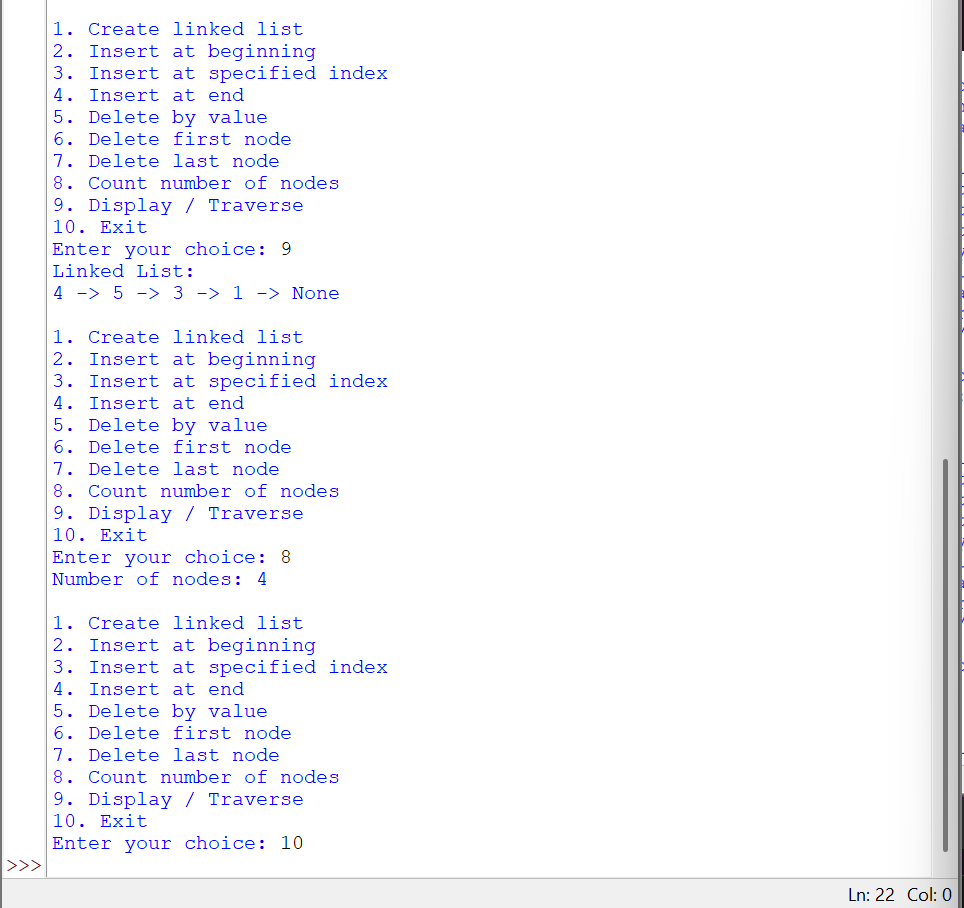 1. Create linked list
2. Insert at beginning
3. Insert at specified index
4. Insert at end
5. Delete by value
6. Delete first node
7. Delete last node
8. Count number of nodes
9. Display / Traverse
10. Exit
Enter your choice: 9
Linked List:
4 -> 5 -> 3 -> 1 -> None

1. Create linked list
2. Insert at beginning
3. Insert at specified index
4. Insert at end
5. Delete by value
6. Delete first node
7. Delete last node
8. Count number of nodes
9. Display / Traverse
10. Exit
Enter your choice: 8
Number of nodes: 4

1. Create linked list
2. Insert at beginning
3. Insert at specified index
4. Insert at end
5. Delete by value
6. Delete first node
7. Delete last node
8. Count number of nodes
9. Display / Traverse
10. Exit
Enter your choice: 10
>>>
Ln: 22 Col: 0